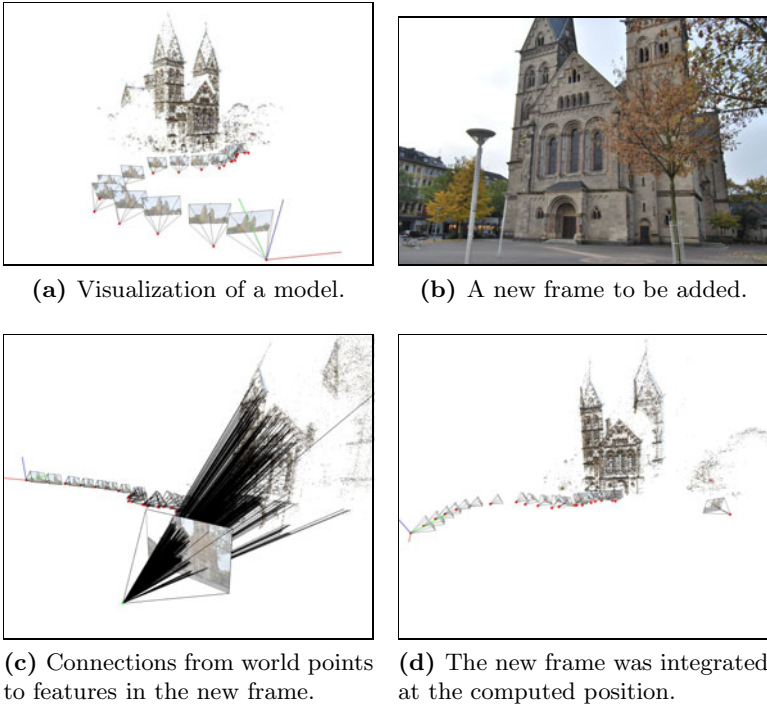 (a) Visualization of a model.
(b) A new frame to be added.
(c) Connections from world points
to features in the new frame.
(d) The new frame was integrated
at the computed position.